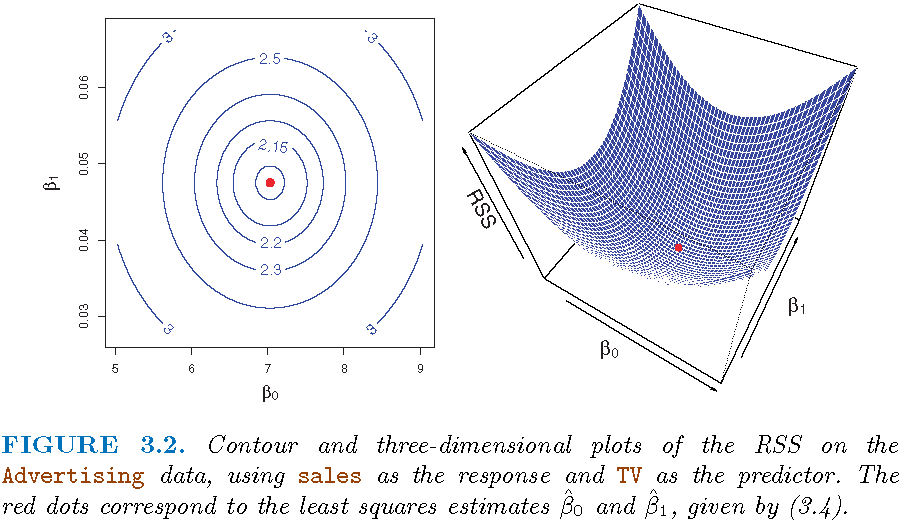 3
3
2.5
2.15
2.2
2.3
3
3
0.06
0.05
0.04
0.03
β1
5 6 7 8 9
β0
RSS
β1
β0
FIGURE 3.2. Contour and three-dimensional plots of the RSS on the
Advertising data, using sales as the response and TV as the predictor. The
red dots correspond to the least squares estimates β̂0 and β̂1, given by (3.4).